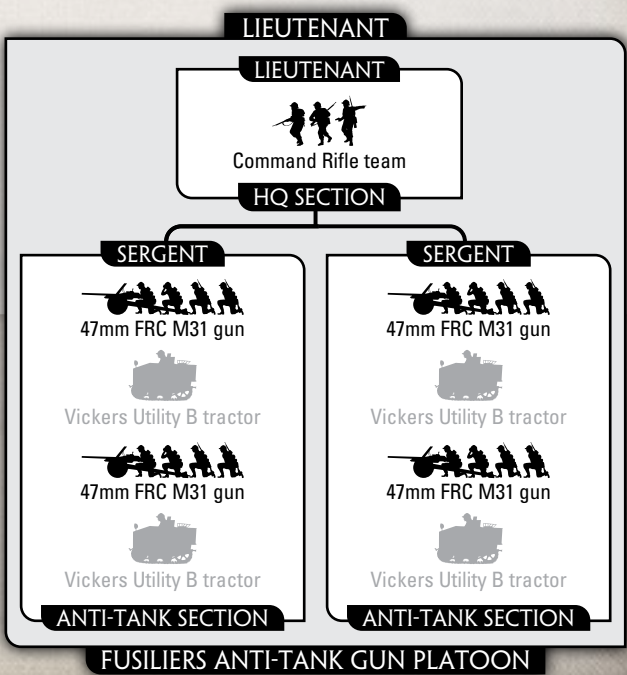 LIEUTENANT
LIEUTENANT
Command Rifle team
HQ SECTION
SERGENT
47mm FRC M31 gun
Vickers Utility B tractor
47mm FRC M31 gun
Vickers Utility B tractor
ANTI-TANK SECTION
SERGENT
47mm FRC M31 gun
Vickers Utility B tractor
47mm FRC M31 gun
Vickers Utility B tractor
ANTI-TANK SECTION
FUSILIERS ANTI-TANK GUN PLATOON